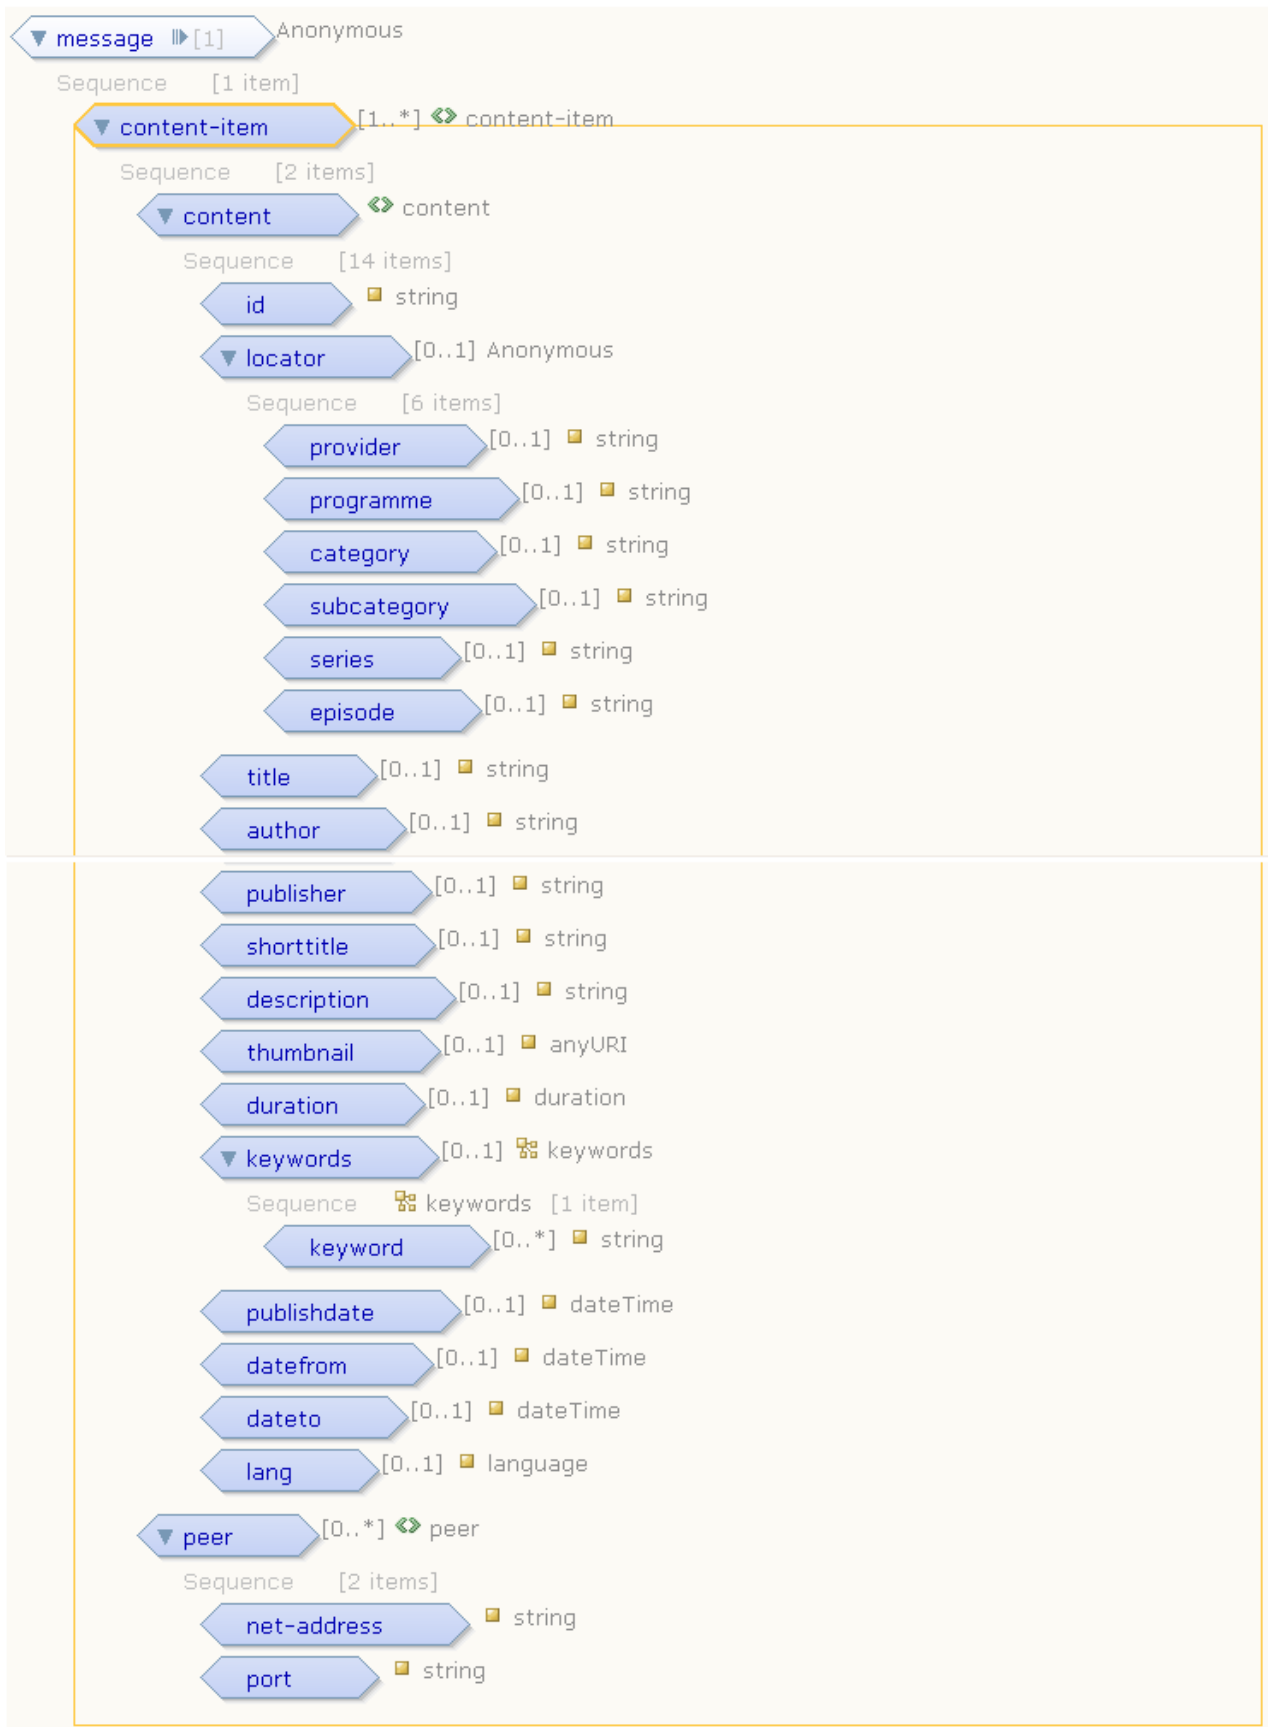 message [1] Anonymous
Sequence [1 item]
content-item [1..*] content-item
Sequence [2 items]
content content
Sequence [14 items]
id string
locator [0..1] Anonymous
Sequence [6 items]
provider [0..1] string
programme [0..1] string
category [0..1] string
subcategory [0..1] string
series [0..1] string
episode [0..1] string
title [0..1] string
author [0..1] string
publisher [0..1] string
shorttitle [0..1] string
description [0..1] string
thumbnail [0..1] anyURI
duration [0..1] duration
keywords [0..1] keywords
Sequence keywords [1 item]
keyword [0..*] string
publishdate [0..1] dateTime
datefrom [0..1] dateTime
dateto [0..1] dateTime
lang [0..1] language
peer [0..*] peer
Sequence [2 items]
net-address string
port string